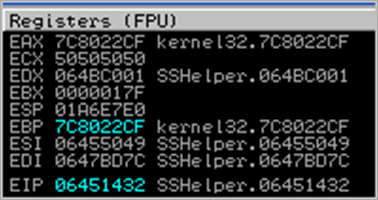 Registers (FPU)
EAX 7C8022CF kernel32.7C8022CF
ECX 50505050
EDX 064BC001 SSHelper.064BC001
EBX 0000017F
ESP 01A6E7E0
EBP 7C8022CF kernel32.7C8022CF
ESI 06455049 SSHelper.06455049
EDI 0647BD7C SSHelper.0647BD7C
EIP 06451432 SSHelper.06451432